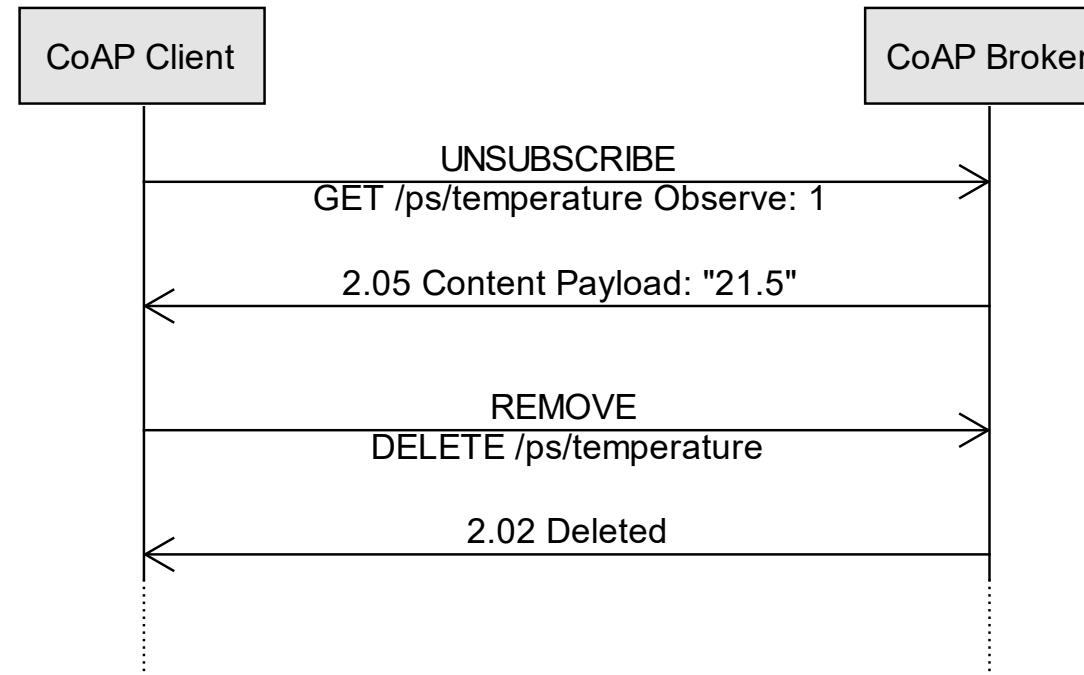 CoAP Client
CoAP Broker
UNSUBSCRIBE
GET /ps/temperature Observe: 1
2.05 Content Payload: "21.5"
REMOVE
DELETE /ps/temperature
2.02 Deleted